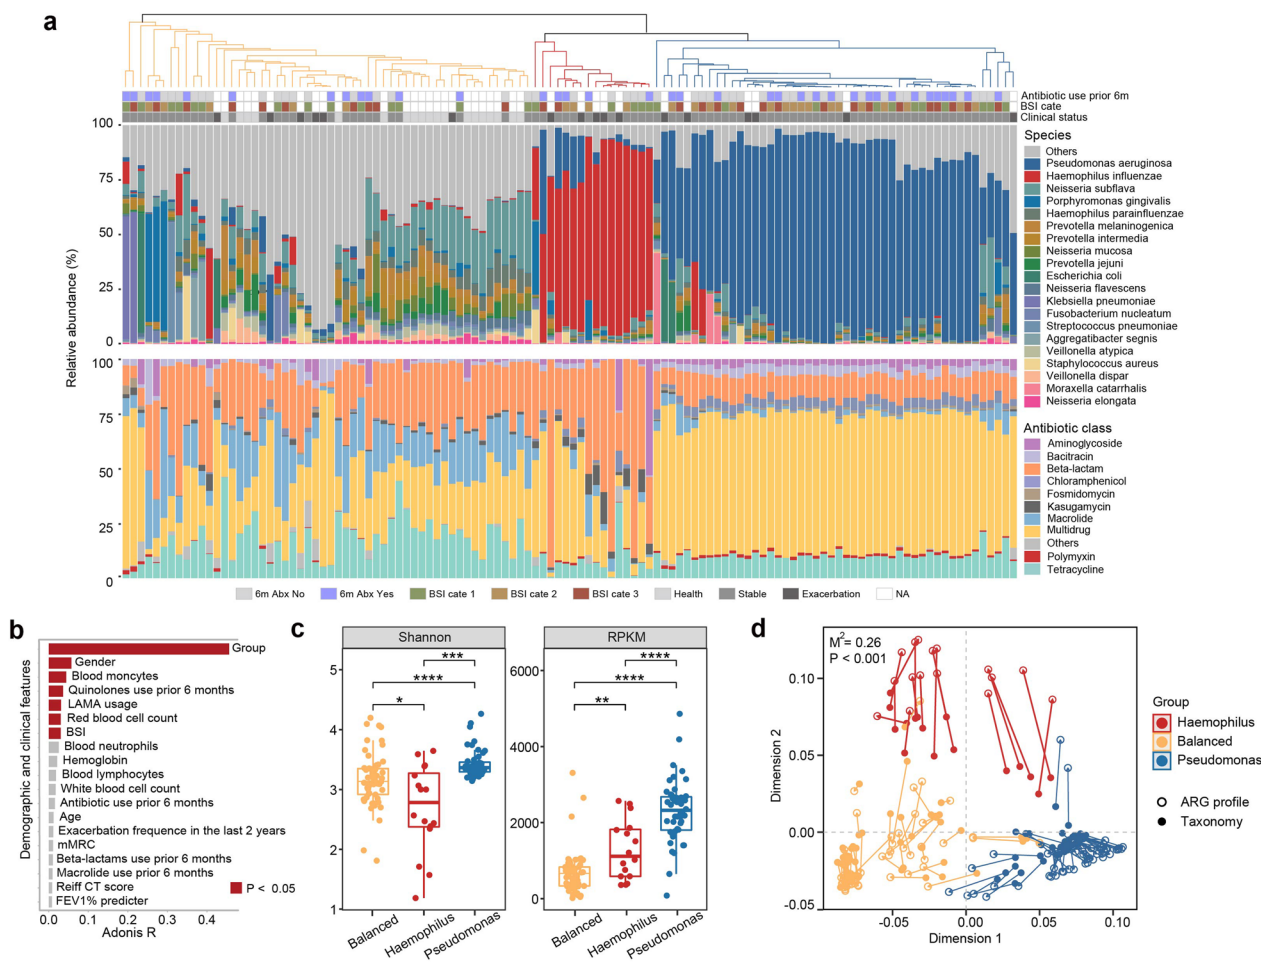 a
Antibiotic use prior 6m
BSI cate
Clinical status
Relative abundance (%)
100
75
50
25
0
100
75
50
25
0
Species
Others
Pseudomonas aeruginosa
Haemophilus influenzae
Neisseria subflava
Porphyromonas gingivalis
Haemophilus parainfluenzae
Prevotella melaninogenica
Prevotella intermedia
Neisseria mucosa
Prevotella jejuni
Escherichia coli
Neisseria flavescens
Klebsiella pneumoniae
Fusobacterium nucleatum
Streptococcus pneumoniae
Aggregatibacter segnis
Veillonella atypica
Staphylococcus aureus
Veillonella dispar
Moraxella catarrhalis
Neisseria elongata
Antibiotic class
Aminoglycoside
Bacitracin
Beta-lactam
Chloramphenicol
Fosmidomycin
Kasugamycin
Macrolide
Multidrug
Others
Polymyxin
Tetracycline
6m Abx No
6m Abx Yes
BSI cate 1
BSI cate 2
BSI cate 3
Health
Stable
Exacerbation
NA
b
Demographic and clinical features
Group
Gender
Blood moncytes
Quinolones use prior 6 months
LAMA usage
Red blood cell count
BSI
Blood neutrophils
Hemoglobin
Blood lymphocytes
White blood cell count
Antibiotic use prior 6 months
Age
Exacerbation frequence in the last 2 years
mMRC
Beta-lactams use prior 6 months
Macrolide use prior 6 months
Reiff CT score
FEV1% predicter
P < 0.05
0.0 0.1 0.2 0.3 0.4
Adonis R
c
Shannon
5
4
3
2
1
***
****
*
Balanced
Haemophilus
Pseudomonas
RPKM
6000
4000
2000
0
****
****
**
Balanced
Haemophilus
Pseudomonas
d
M²= 0.26
P < 0.001
Dimension 2
0.10
0.05
0.00
-0.05
-0.05 0.00 0.05 0.10
Dimension 1
Group
Haemophilus
Balanced
Pseudomonas
ARG profile
Taxonomy